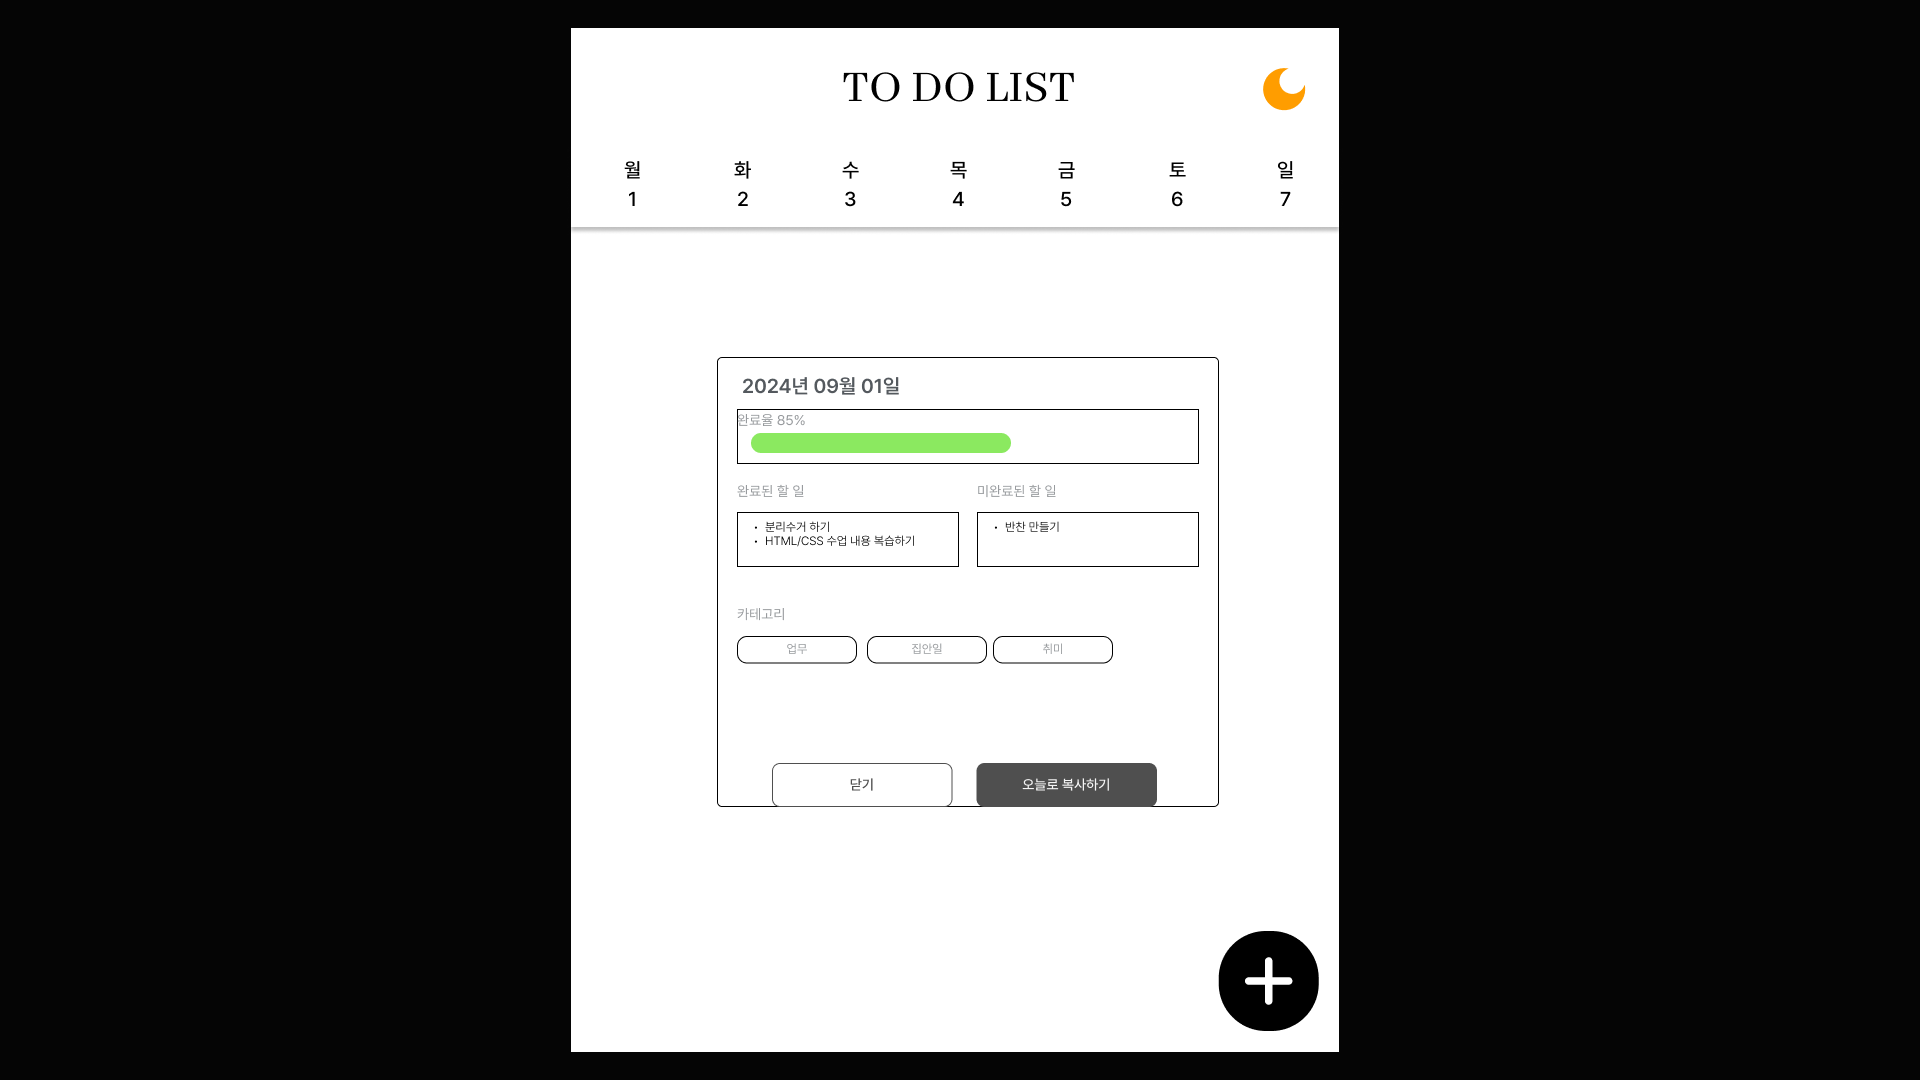 TO DO LIST
월 화 수 목 금 토 일
1 2 3 4 5 6 7
2024년 09월 01일
완료율 85%
완료된 할 일
• 분리수거 하기
• HTML/CSS 수업 내용 복습하기
미완료된 할 일
• 반찬 만들기
카테고리
업무 집안일 취미
닫기 오늘로 복사하기